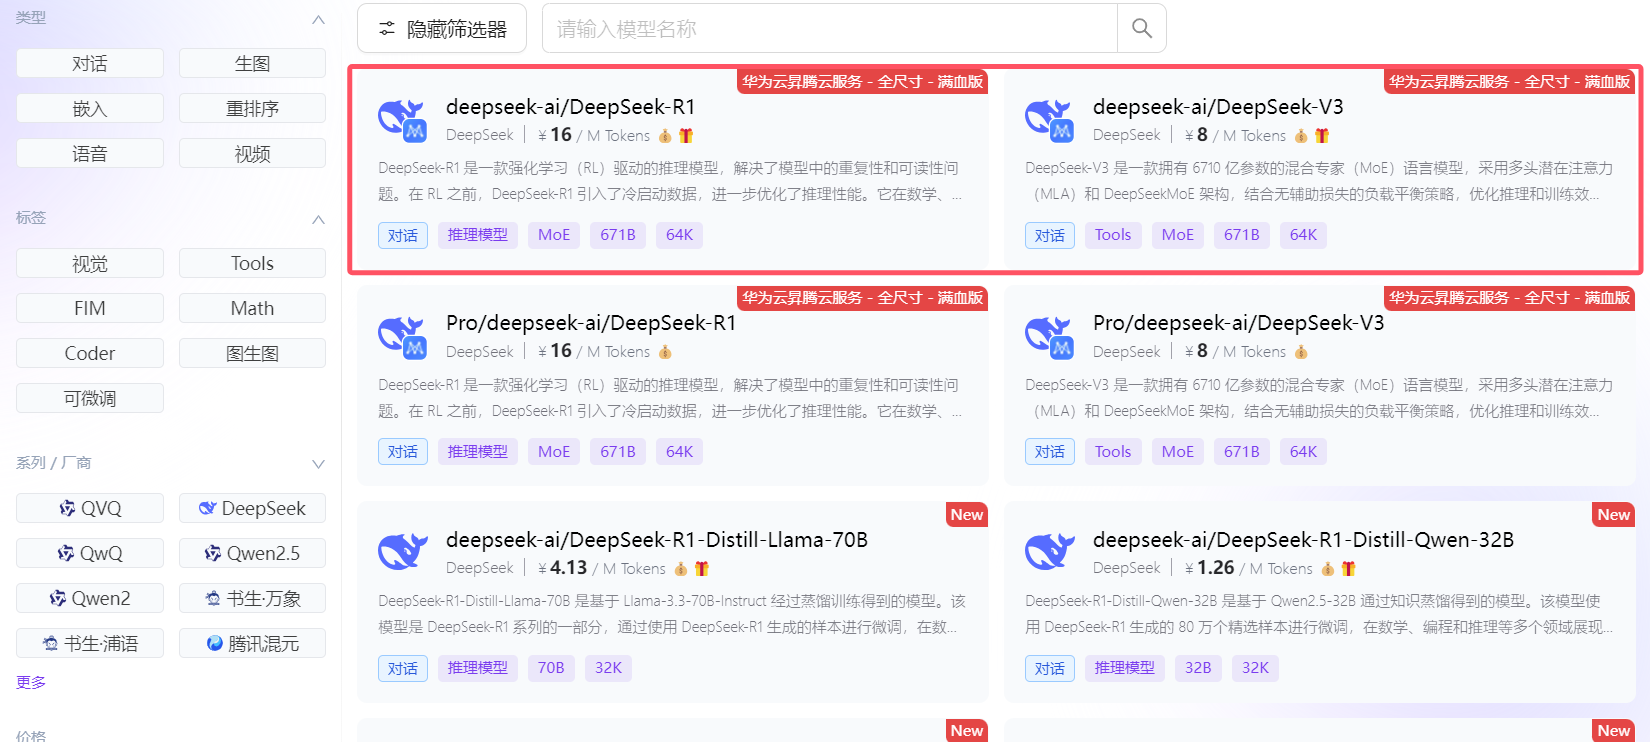 类型
对话
生图
嵌入
重排序
语音
视频
标签
视觉
Tools
FIM
Math
Coder
图生图
可微调
系列 / 厂商
QVQ
DeepSeek
QwQ
Qwen2.5
Qwen2
书生·万象
书生·浦语
腾讯混元
更多
价格
隐藏筛选器
请输入模型名称
华为云昇腾云服务 - 全尺寸 - 满血版
deepseek-ai/DeepSeek-R1
DeepSeek | ¥ 16 / M Tokens
DeepSeek-R1 是一款强化学习（RL）驱动的推理模型，解决了模型中的重复性和可读性问
题。在 RL 之前，DeepSeek-R1 引入了冷启动数据，进一步优化了推理性能。它在数学、...
对话 推理模型 MoE 671B 64K
华为云昇腾云服务 - 全尺寸 - 满血版
deepseek-ai/DeepSeek-V3
DeepSeek | ¥ 8 / M Tokens
DeepSeek-V3 是一款拥有 6710 亿参数的混合专家（MoE）语言模型，采用多头潜在注意力
（MLA）和 DeepSeekMoE 架构，结合无辅助损失的负载平衡策略，优化推理和训练效...
对话 Tools MoE 671B 64K
华为云昇腾云服务 - 全尺寸 - 满血版
Pro/deepseek-ai/DeepSeek-R1
DeepSeek | ¥ 16 / M Tokens
DeepSeek-R1 是一款强化学习（RL）驱动的推理模型，解决了模型中的重复性和可读性问
题。在 RL 之前，DeepSeek-R1 引入了冷启动数据，进一步优化了推理性能。它在数学、...
对话 推理模型 MoE 671B 64K
华为云昇腾云服务 - 全尺寸 - 满血版
Pro/deepseek-ai/DeepSeek-V3
DeepSeek | ¥ 8 / M Tokens
DeepSeek-V3 是一款拥有 6710 亿参数的混合专家（MoE）语言模型，采用多头潜在注意力
（MLA）和 DeepSeekMoE 架构，结合无辅助损失的负载平衡策略，优化推理和训练效...
对话 Tools MoE 671B 64K
New
deepseek-ai/DeepSeek-R1-Distill-Llama-70B
DeepSeek | ¥ 4.13 / M Tokens
DeepSeek-R1-Distill-Llama-70B 是基于 Llama-3.3-70B-Instruct 经过蒸馏训练得到的模型。该
模型是 DeepSeek-R1 系列的一部分，通过使用 DeepSeek-R1 生成的样本进行微调，在数...
对话 推理模型 70B 32K
New
deepseek-ai/DeepSeek-R1-Distill-Qwen-32B
DeepSeek | ¥ 1.26 / M Tokens
DeepSeek-R1-Distill-Qwen-32B 是基于 Qwen2.5-32B 通过知识蒸馏得到的模型。该模型使
用 DeepSeek-R1 生成的 80 万个精选样本进行微调，在数学、编程和推理等多个领域展现...
对话 推理模型 32B 32K
New
New